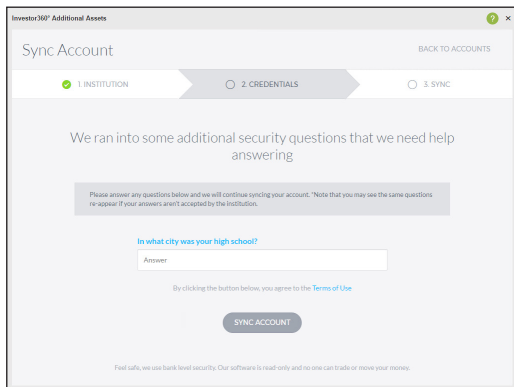 Investor360° Additional Assets
? ×
Sync Account
BACK TO ACCOUNTS
1. INSTITUTION
2. CREDENTIALS
3. SYNC
We ran into some additional security questions that we need help
answering
Please answer any questions below and we will continue syncing your account. *Note that you may see the same questions
re-appear if your answers aren't accepted by the institution.
In what city was your high school?
Answer
By clicking the button below, you agree to the Terms of Use
SYNC ACCOUNT
Feel safe, we use bank level security. Our software is read-only and no one can trade or move your money.